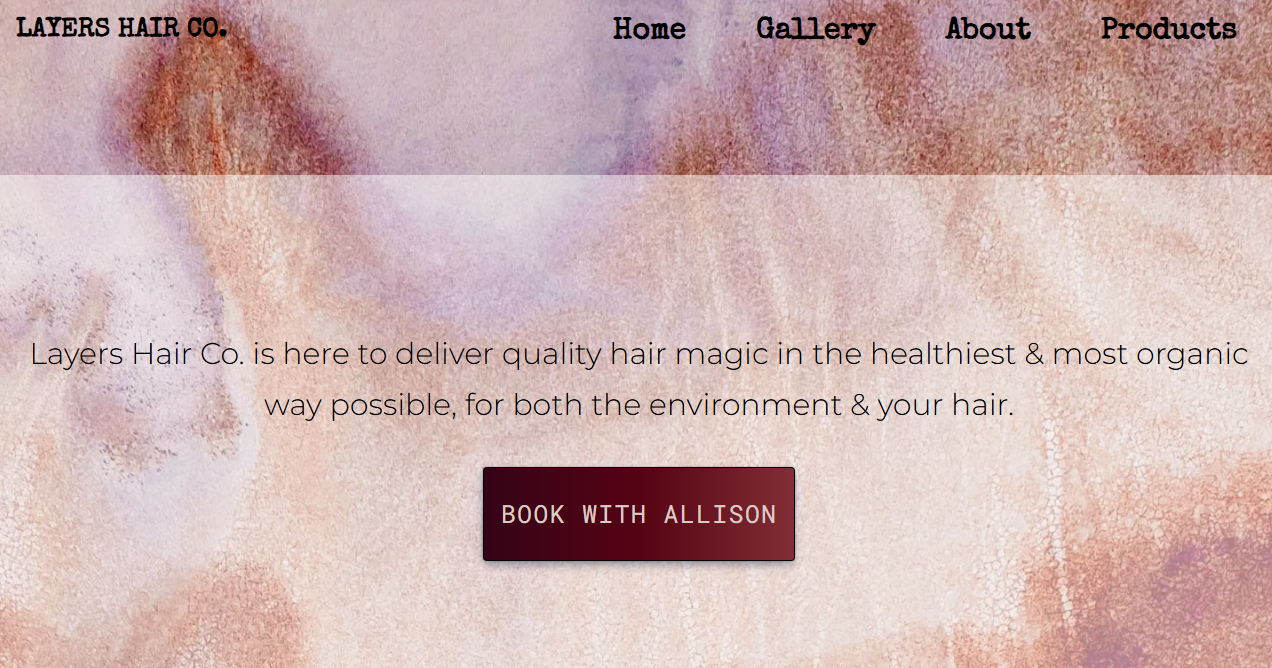 LAYERS HAIR CO. Home Gallery About Products
Layers Hair Co. is here to deliver quality hair magic in the healthiest & most organic
way possible, for both the environment & your hair.
BOOK WITH ALLISON